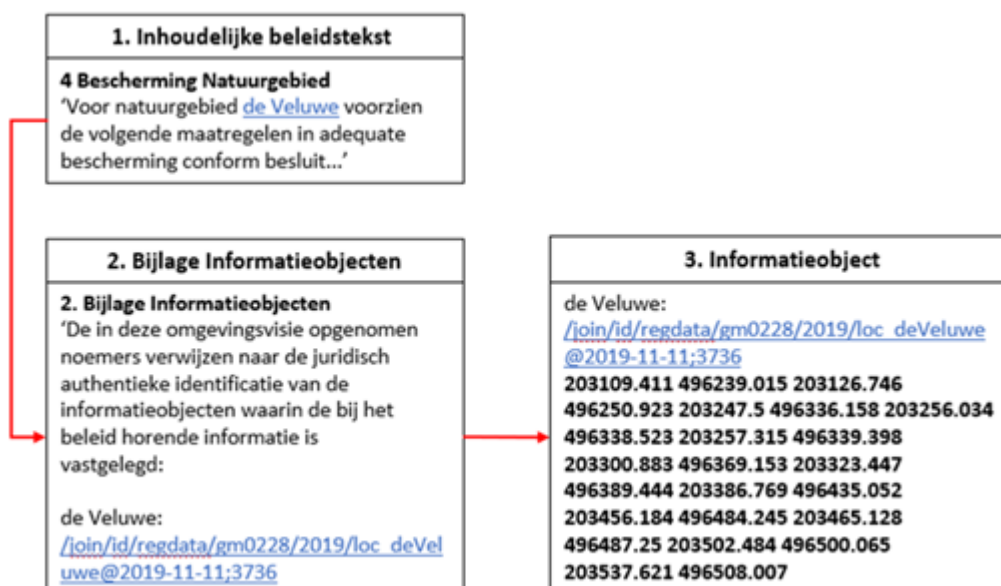 1. Inhoudelijke beleidstekst
4 Bescherming Natuurgebied
‘Voor natuurgebied de Veluwe voorzien
de volgende maatregelen in adequate
bescherming conform besluit...’
2. Bijlage Informatieobjecten
2. Bijlage Informatieobjecten
‘De in deze omgevingsvisie opgenomen
noemers verwijzen naar de juridisch
authentieke identificatie van de
informatieobjecten waarin de bij het
beleid horende informatie is
vastgelegd:
de Veluwe:
/join/id/regdata/gm0228/2019/loc_deVel
uwe@2019-11-11;3736
3. Informatieobject
de Veluwe:
/join/id/regdata/gm0228/2019/loc_deVeluwe
@2019-11-11;3736
203109.411 496239.015 203126.746
496250.923 203247.5 496336.158 203256.034
496338.523 203257.315 496339.398
203300.883 496369.153 203323.447
496389.444 203386.769 496435.052
203456.184 496484.245 203465.128
496487.25 203502.484 496500.065
203537.621 496508.007